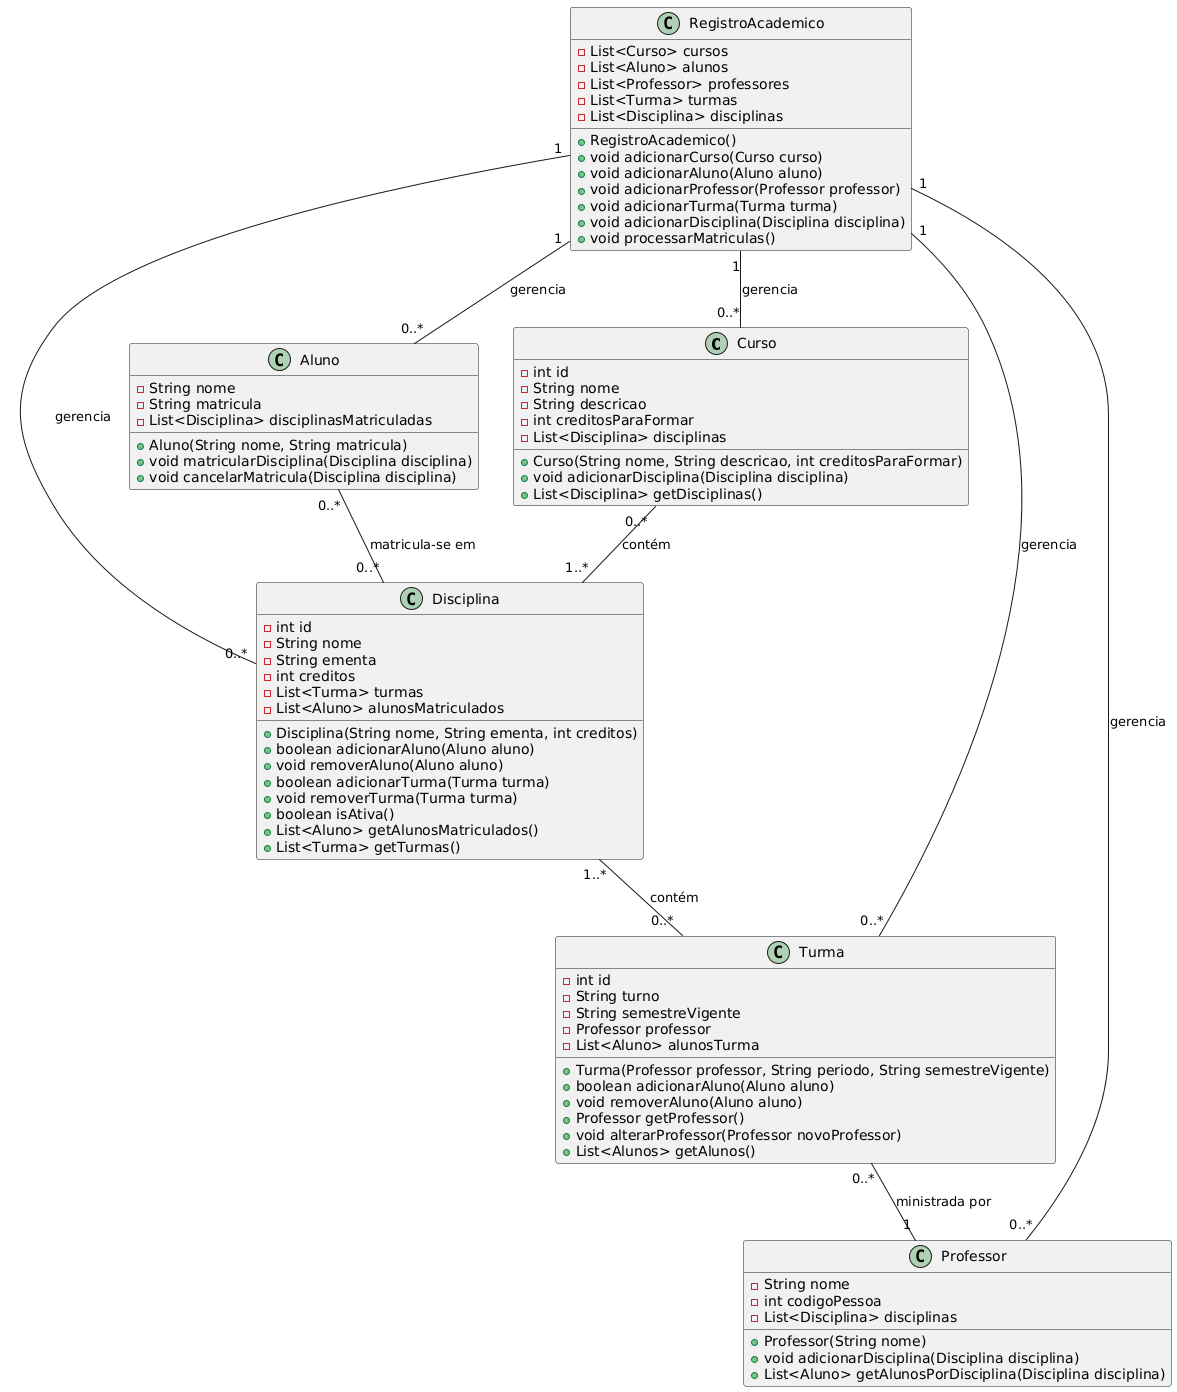 C RegistroAcademico
List<Curso> cursos
List<Aluno> alunos
List<Professor> professores
List<Turma> turmas
List<Disciplina> disciplinas
RegistroAcademico()
void adicionarCurso(Curso curso)
void adicionarAluno(Aluno aluno)
void adicionarProfessor(Professor professor)
void adicionarTurma(Turma turma)
void adicionarDisciplina(Disciplina disciplina)
void processarMatriculas()
1
1
1
1
1
gerencia
gerencia
0..*
0..*
C Aluno
String nome
String matricula
List<Disciplina> disciplinasMatriculadas
Aluno(String nome, String matricula)
void matricularDisciplina(Disciplina disciplina)
void cancelarMatricula(Disciplina disciplina)
C Curso
int id
String nome
String descricao
int creditosParaFormar
List<Disciplina> disciplinas
Curso(String nome, String descricao, int creditosParaFormar)
void adicionarDisciplina(Disciplina disciplina)
List<Disciplina> getDisciplinas()
gerencia
0..*
matricula-se em
0..*
0..*
contém
1..*
gerencia
0..*
C Disciplina
int id
String nome
String ementa
int creditos
List<Turma> turmas
List<Aluno> alunosMatriculados
Disciplina(String nome, String ementa, int creditos)
boolean adicionarAluno(Aluno aluno)
void removerAluno(Aluno aluno)
boolean adicionarTurma(Turma turma)
void removerTurma(Turma turma)
boolean isAtiva()
List<Aluno> getAlunosMatriculados()
List<Turma> getTurmas()
gerencia
1..*
contém
0..*
0..*
C Turma
int id
String turno
String semestreVigente
Professor professor
List<Aluno> alunosTurma
Turma(Professor professor, String periodo, String semestreVigente)
boolean adicionarAluno(Aluno aluno)
void removerAluno(Aluno aluno)
Professor getProfessor()
void alterarProfessor(Professor novoProfessor)
List<Alunos> getAlunos()
0..*
ministrada por
1
0..*
C Professor
String nome
int codigoPessoa
List<Disciplina> disciplinas
Professor(String nome)
void adicionarDisciplina(Disciplina disciplina)
List<Aluno> getAlunosPorDisciplina(Disciplina disciplina)